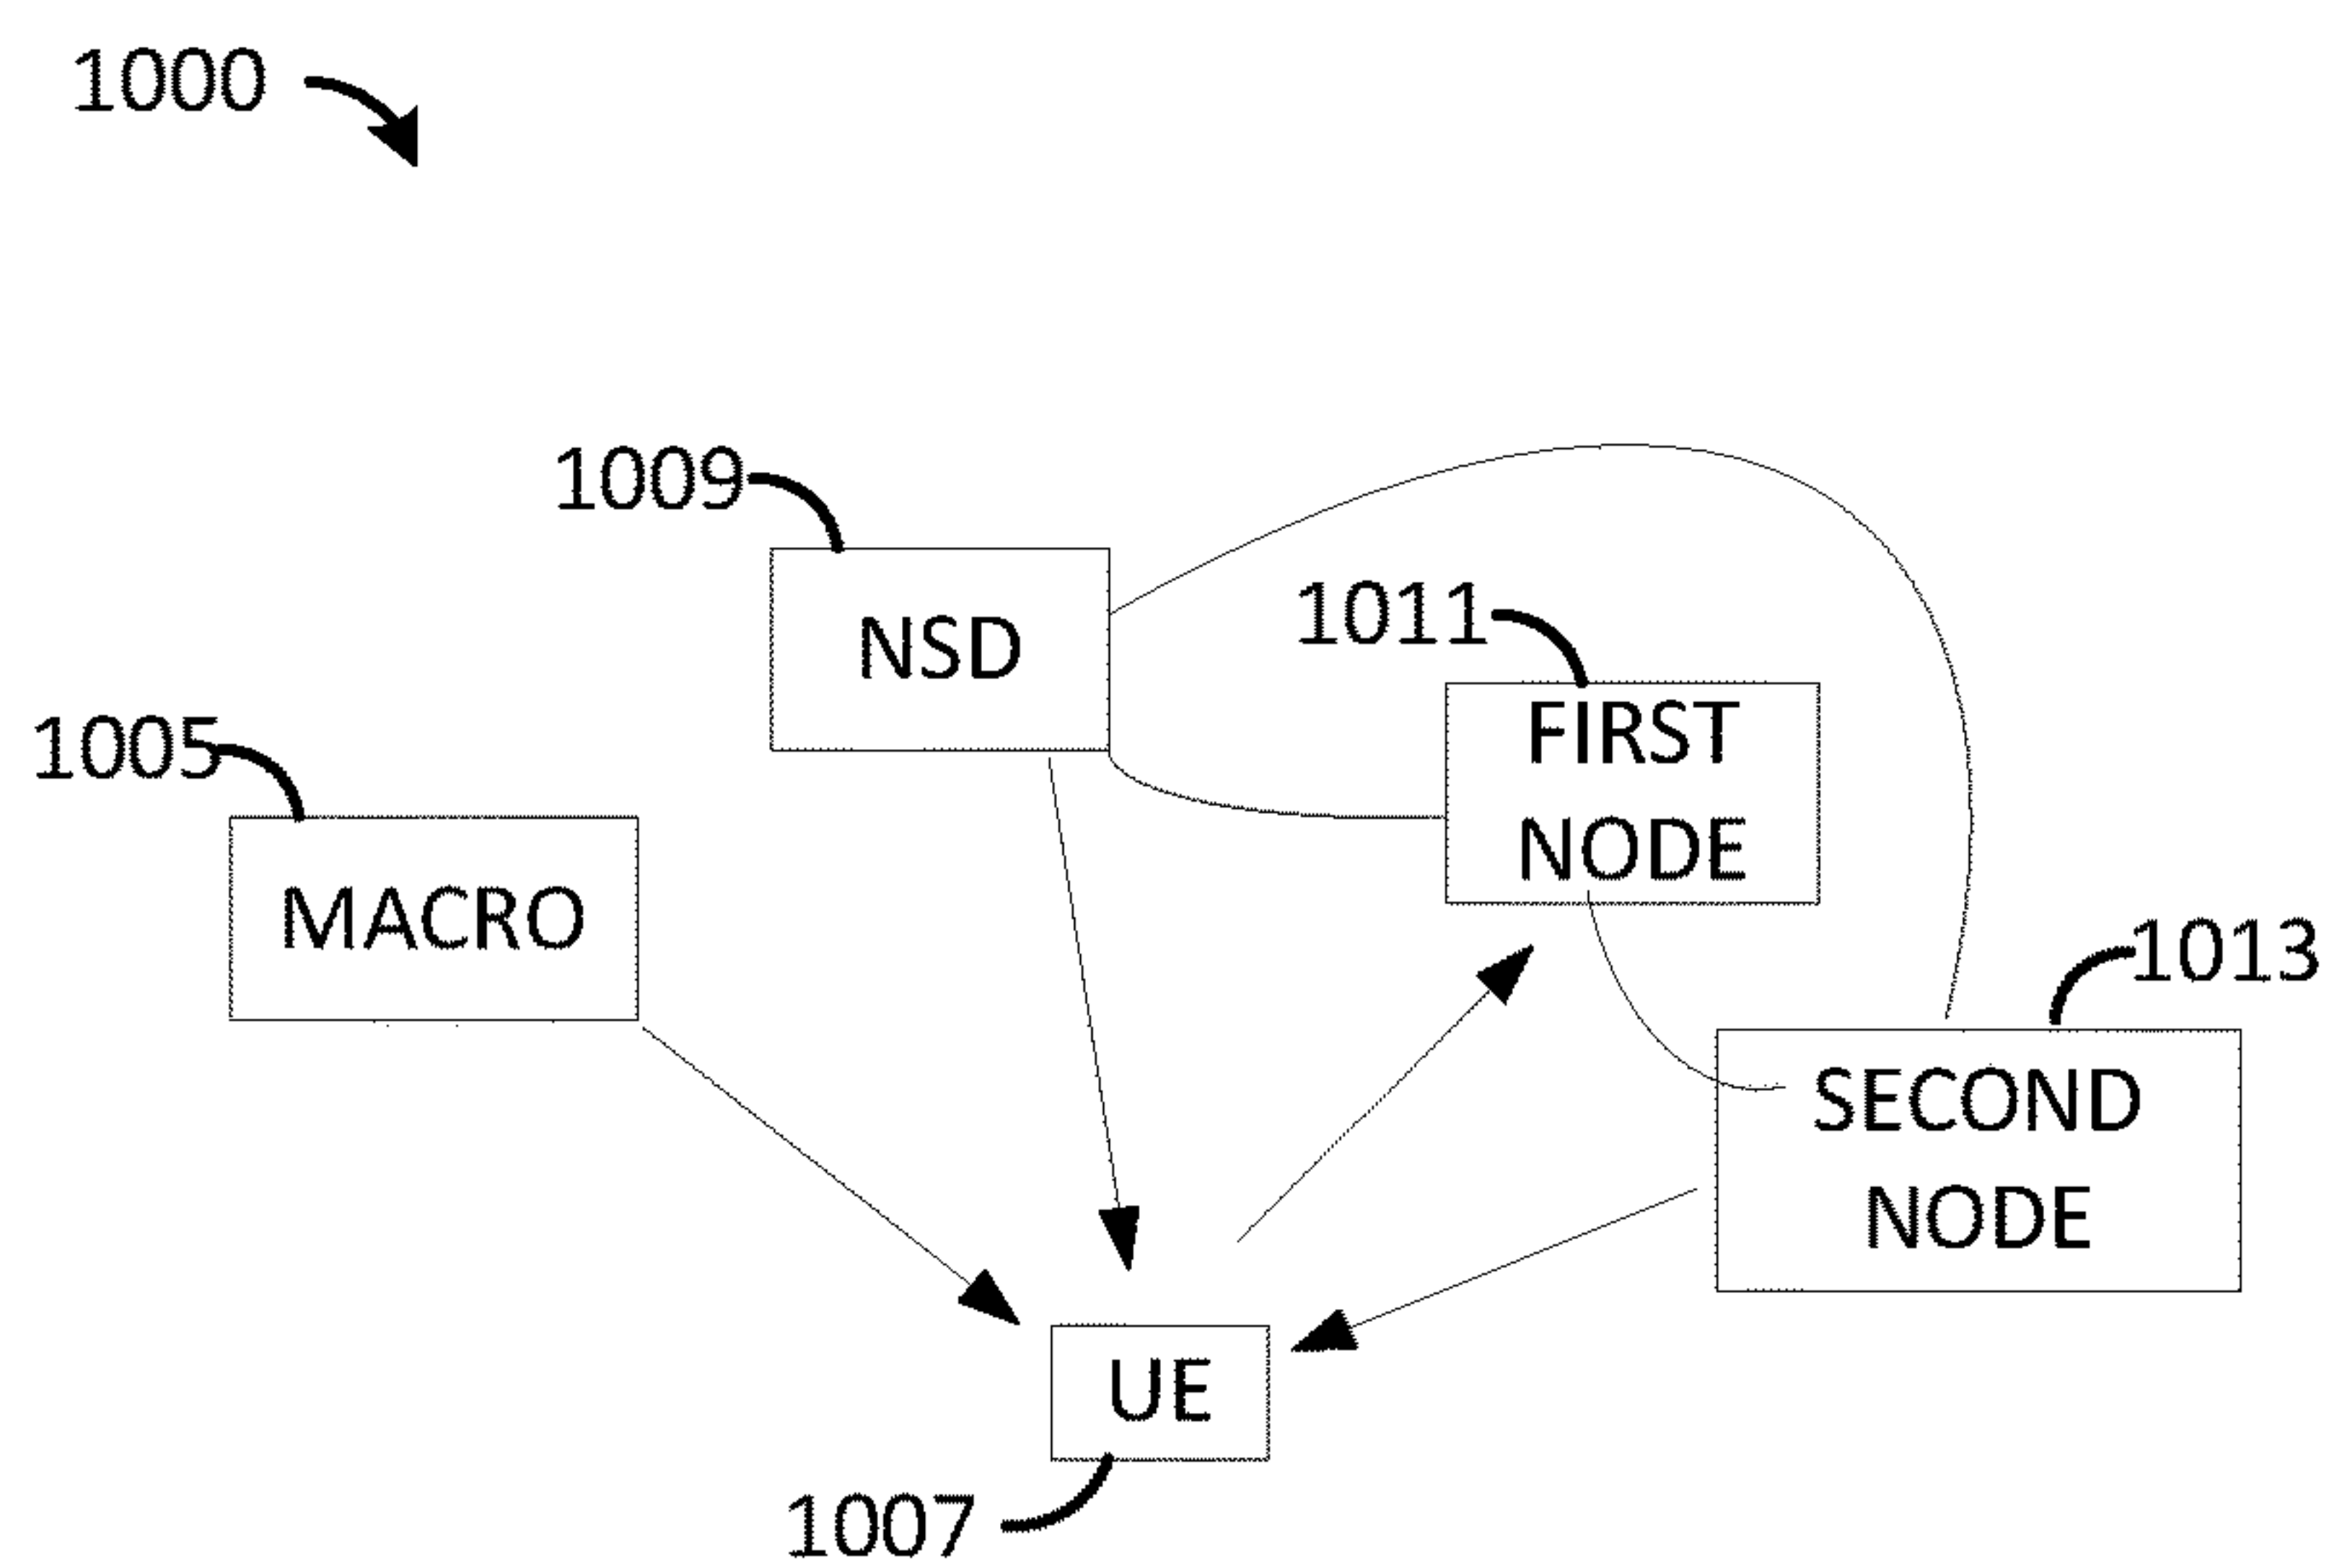 1000
1009
NSD
1011
FIRST
NODE
1005
MACRO
1013
SECOND
NODE
UE
1007